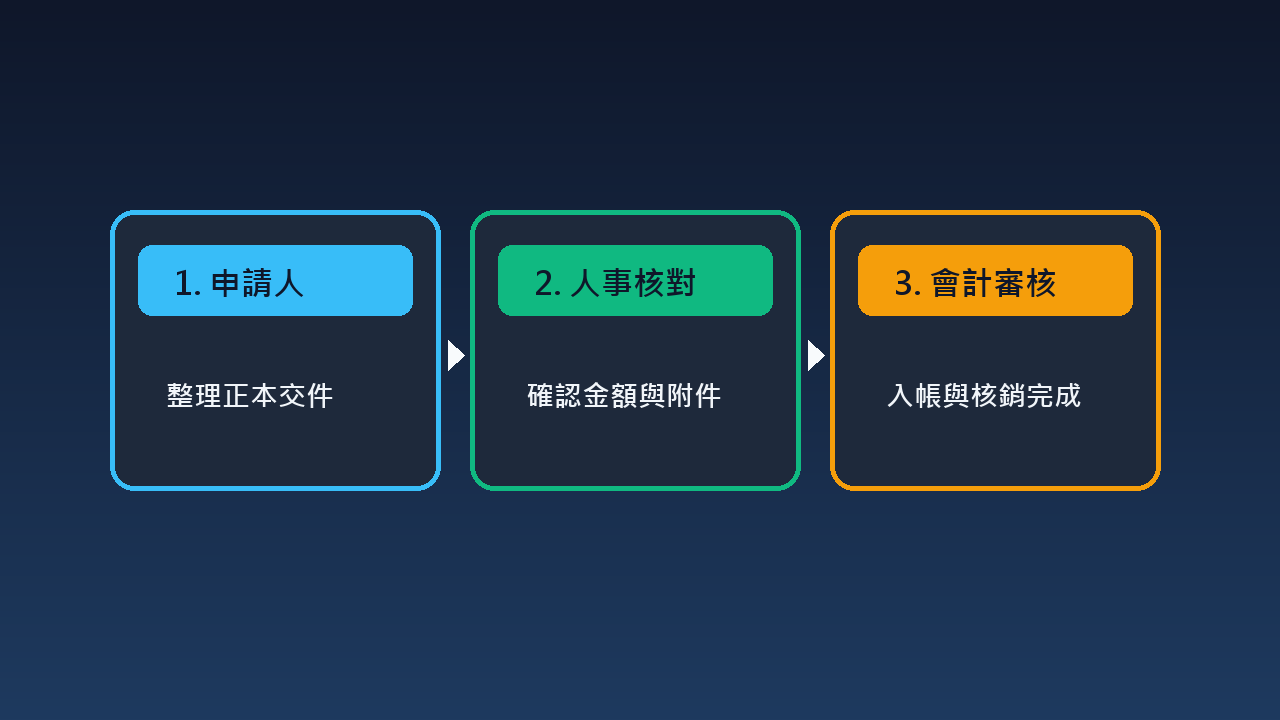 1. 申請人
整理正本交件
2. 人事核對
確認金額與附件
3. 會計審核
入帳與核銷完成